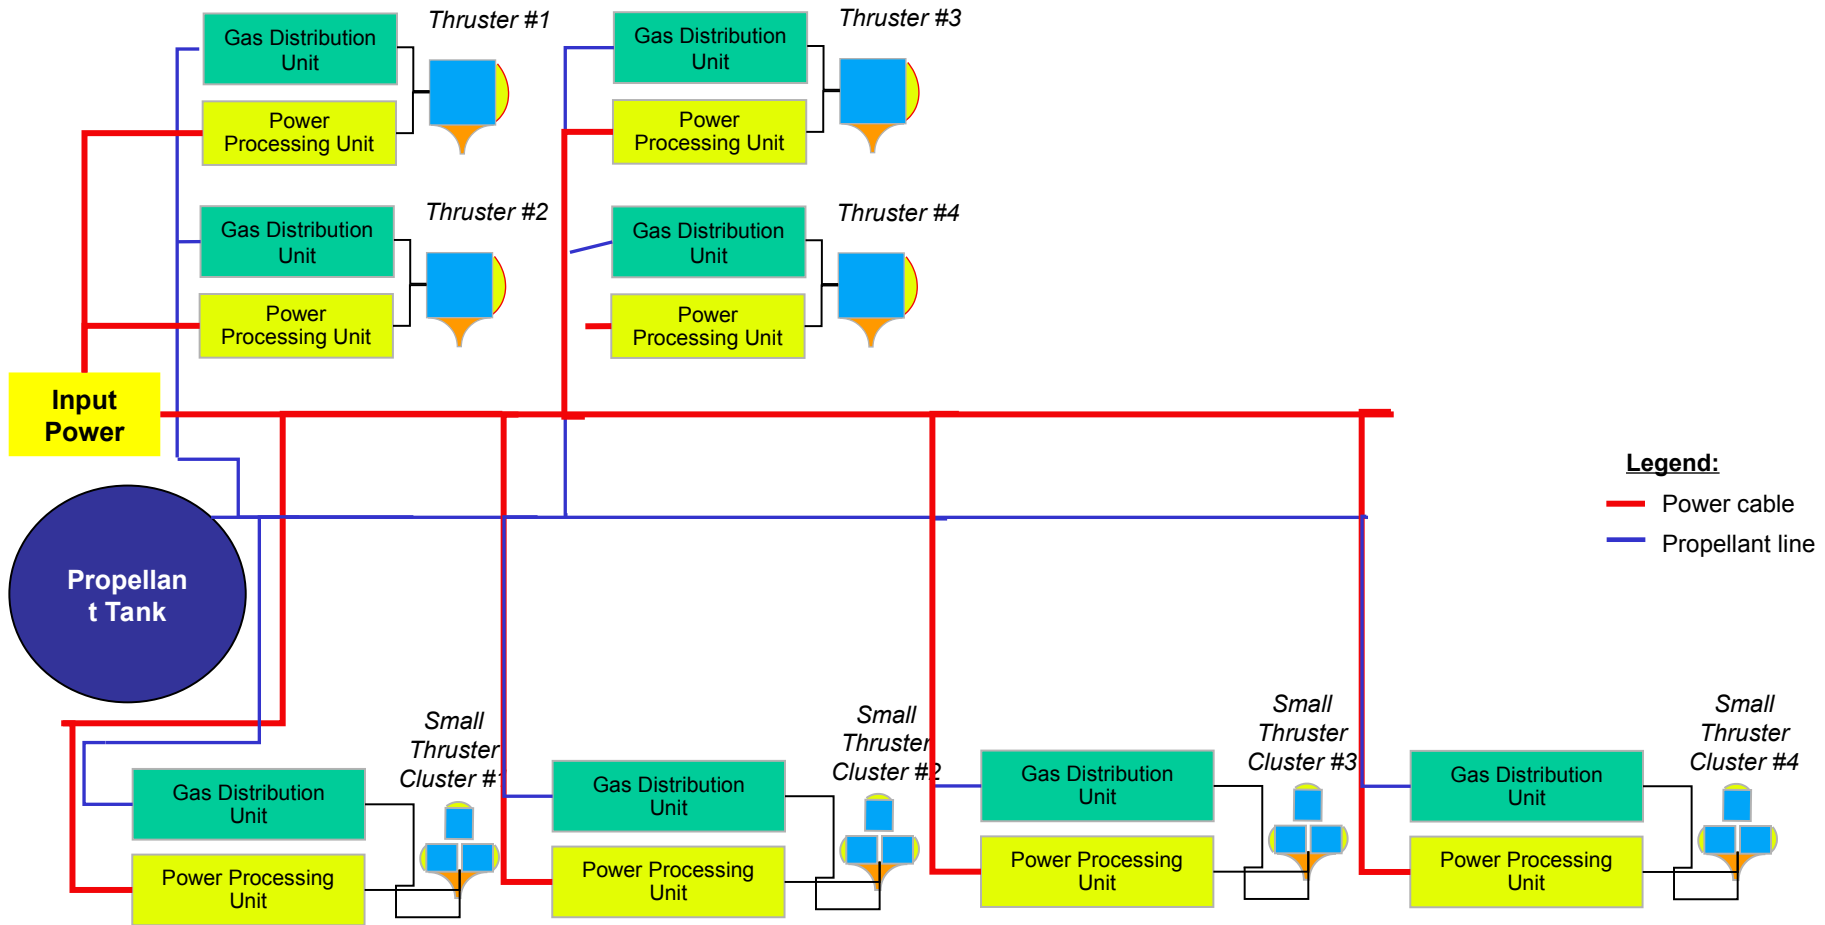 Thruster #1
Gas Distribution
Unit
Power
Processing Unit
Thruster #3
Gas Distribution
Unit
Power
Processing Unit
Thruster #2
Gas Distribution
Unit
Power
Processing Unit
Thruster #4
Gas Distribution
Unit
Power
Processing Unit
Input
Power
Legend:
Power cable
Propellant line
Propellan
t Tank
Small
Thruster
Cluster #1
Gas Distribution
Unit
Power Processing
Unit
Small
Thruster
Cluster #2
Gas Distribution
Unit
Power Processing
Unit
Small
Thruster
Cluster #3
Gas Distribution
Unit
Power Processing
Unit
Small
Thruster
Cluster #4
Gas Distribution
Unit
Power Processing
Unit